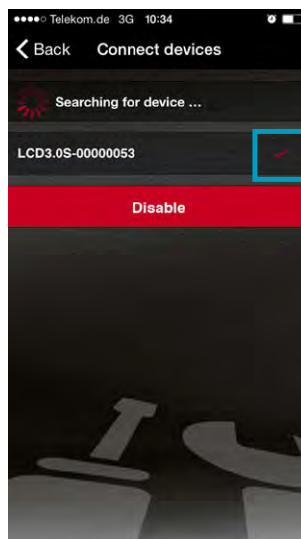 Telekom.de 3G 10:34
Back Connect devices
Searching for device ...
LCD3.0S-00000053
Disable